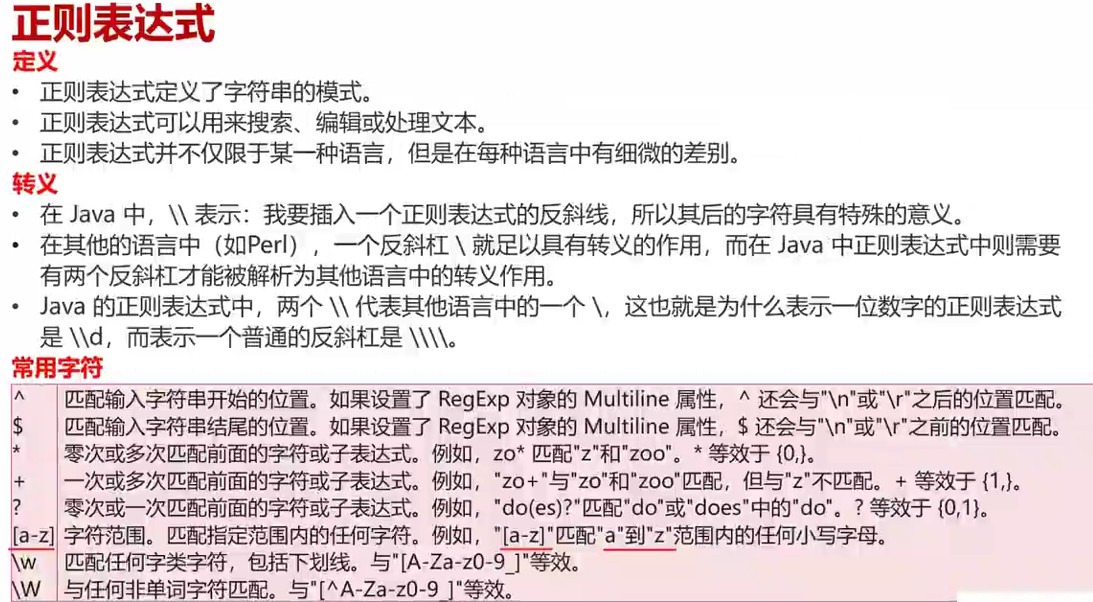 正则表达式
定义
• 正则表达式定义了字符串的模式。
• 正则表达式可以用来搜索、编辑或处理文本。
• 正则表达式并不仅限于某一种语言，但是在每种语言中有细微的差别。
转义
• 在 Java 中，\\ 表示：我要插入一个正则表达式的反斜线，所以其后的字符具有特殊的意义。
• 在其他的语言中（如Perl），一个反斜杠 \ 就足以具有转义的作用，而在 Java 中正则表达式中则需要
有两个反斜杠才能被解析为其他语言中的转义作用。
• Java 的正则表达式中，两个 \\ 代表其他语言中的一个 \，这也就是为什么表示一位数字的正则表达式
是 \\d，而表示一个普通的反斜杠是 \\\\。
常用字符
^ 匹配输入字符串开始的位置。如果设置了 RegExp 对象的 Multiline 属性，^ 还会与"\n"或"\r"之后的位置匹配。
$ 匹配输入字符串结尾的位置。如果设置了 RegExp 对象的 Multiline 属性，$ 还会与"\n"或"\r"之前的位置匹配。
* 零次或多次匹配前面的字符或子表达式。例如，zo* 匹配"z"和"zoo"。* 等效于 {0,}。
+ 一次或多次匹配前面的字符或子表达式。例如，"zo+"与"zo"和"zoo"匹配，但与"z"不匹配。+ 等效于 {1,}。
? 零次或一次匹配前面的字符或子表达式。例如，"do(es)?"匹配"do"或"does"中的"do"。? 等效于 {0,1}。
[a-z] 字符范围。匹配指定范围内的任何字符。例如，"[a-z]"匹配"a"到"z"范围内的任何小写字母。
\w 匹配任何字类字符，包括下划线。与"[A-Za-z0-9_]"等效。
\W 与任何非单词字符匹配。与"[^A-Za-z0-9_]"等效。